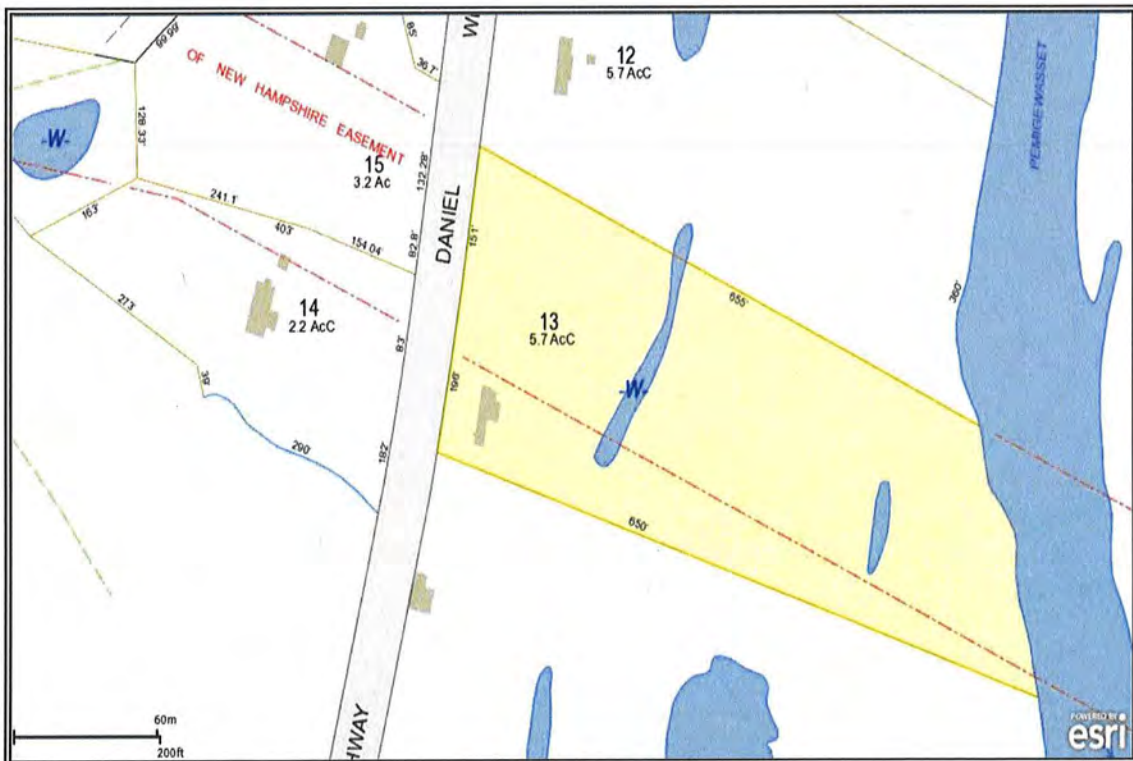 99.99'
85'
36.7'
WE
12
5.7 AcC
PEMIGEWASSET
OF NEW HAMPSHIRE EASEMENT
-W-
128.33'
15
3.2 Ac
132.28'
163'
241.1'
403'
154.04'
82.8'
DANIEL
151'
655'
360'
273'
14
2.2 AcC
83'
13
5.7 AcC
196'
-W-
39'
290'
182'
650'
HWAY
60m
200ft
POWERED BY
esri